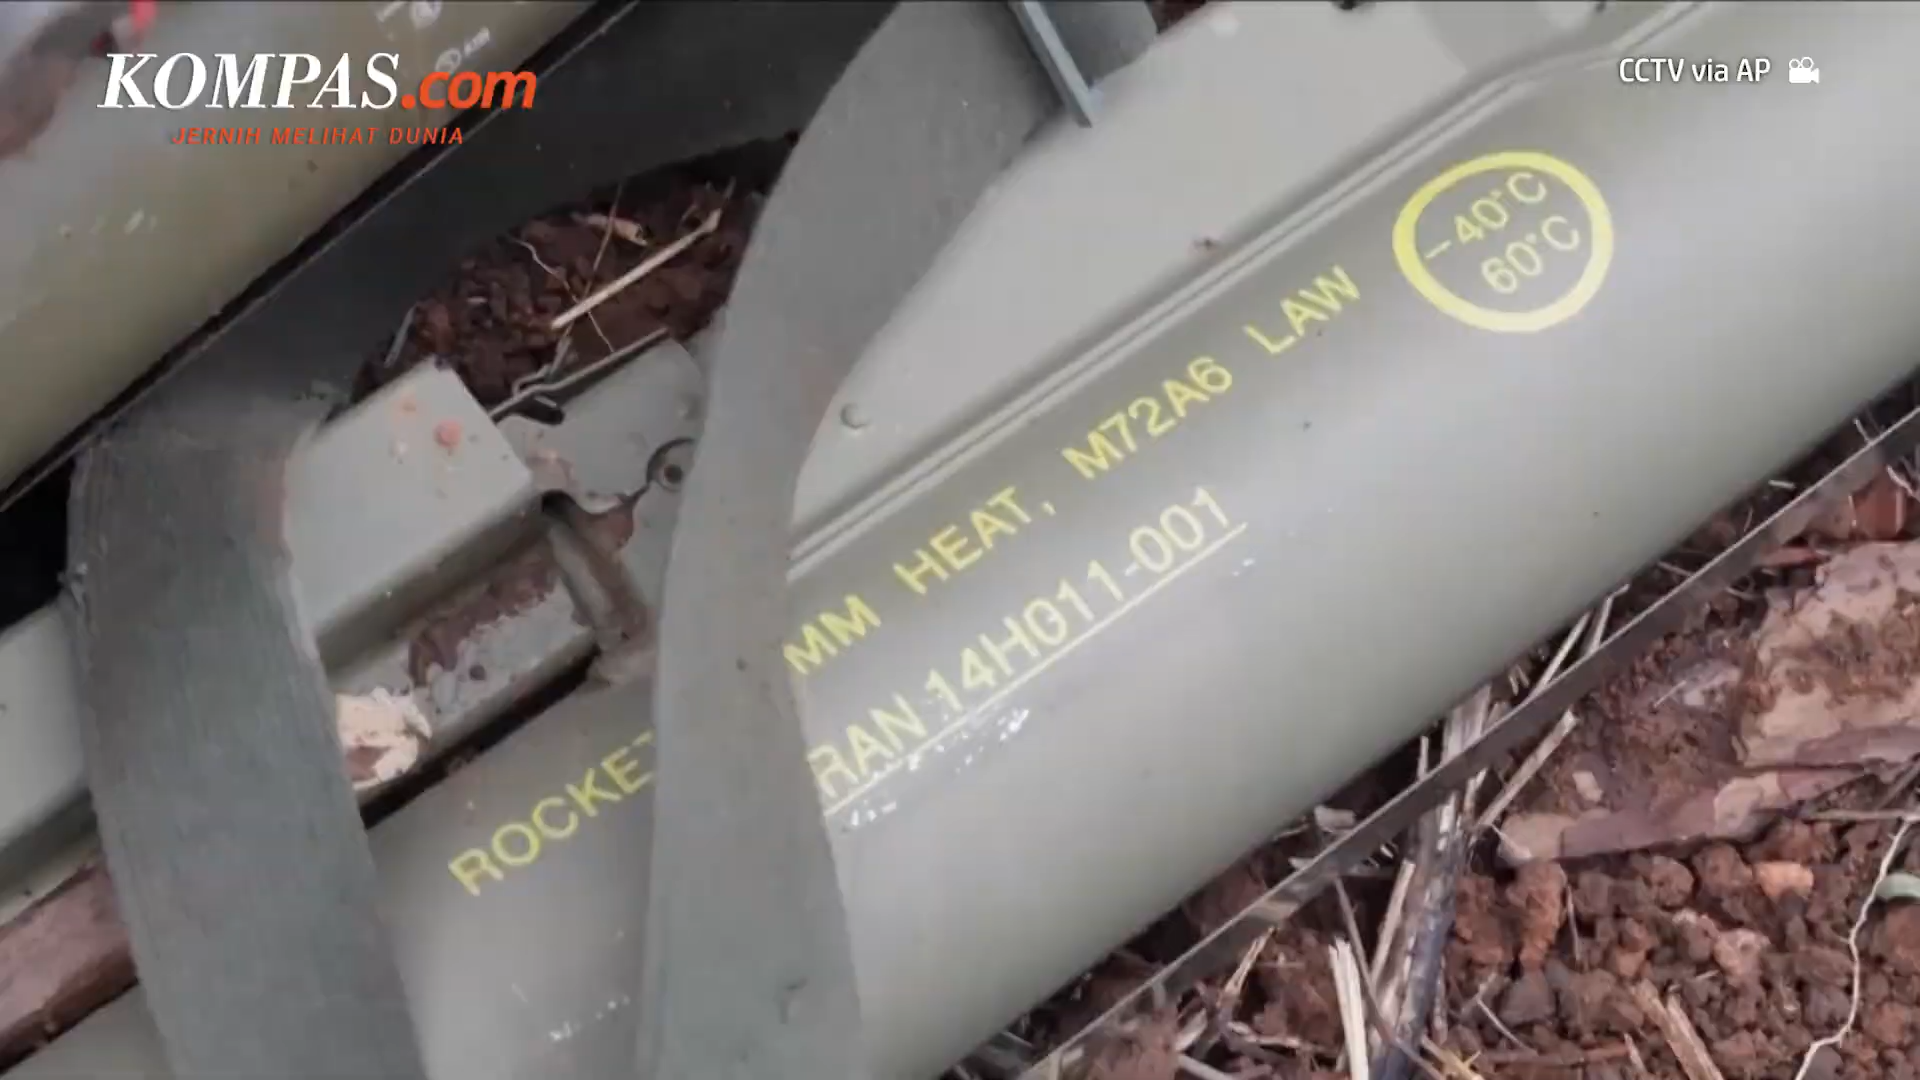 KOMPAS.com
JERNIH MELIHAT DUNIA
CCTV via AP
-40°C
60°C
ROCKET MM HEAT, M72A6 LAW
RAN 14H011-001